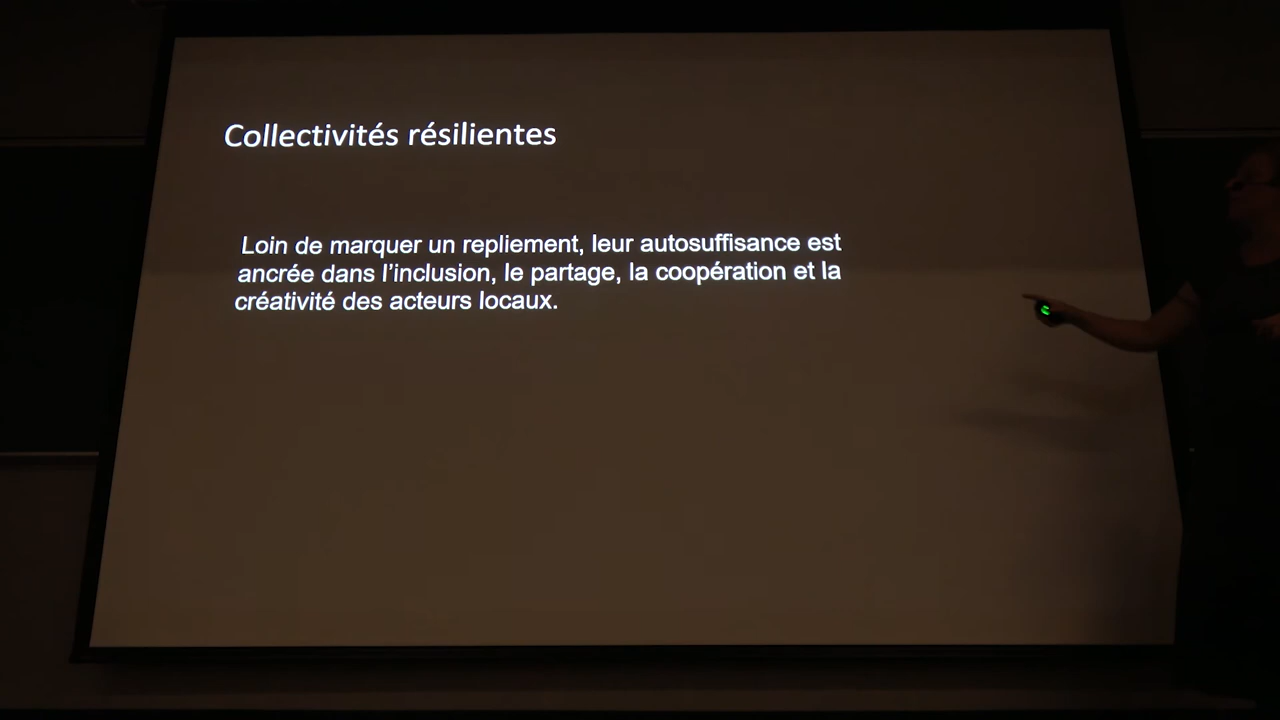 Collectivités résilientes
Loin de marquer un repliement, leur autosuffisance est
ancrée dans l’inclusion, le partage, la coopération et la
créativité des acteurs locaux.